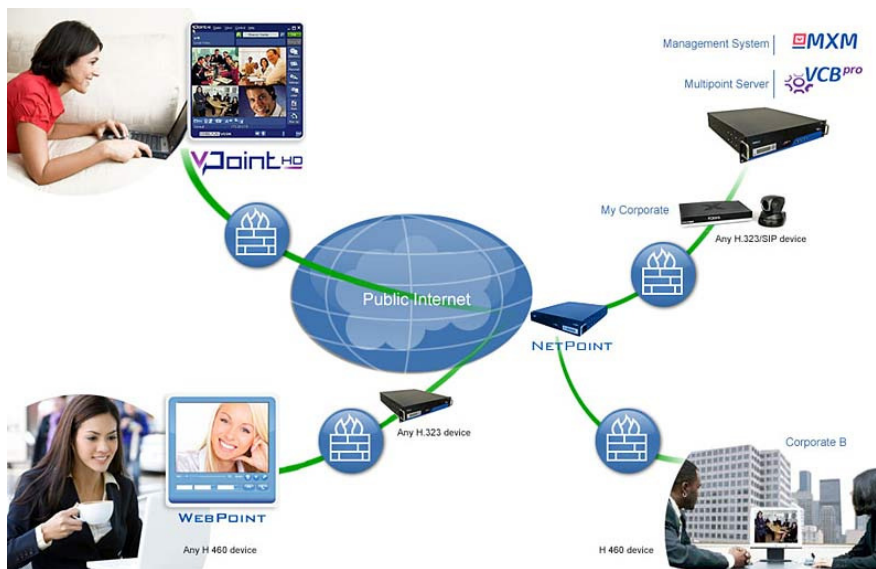 Management System
MXM
Multipoint Server
VCB pro
VPoint HD
My Corporate
Any H.323/SIP device
Public Internet
NETPOINT
Any H.323 device
Corporate B
WEBPOINT
Any H 460 device
H 460 device